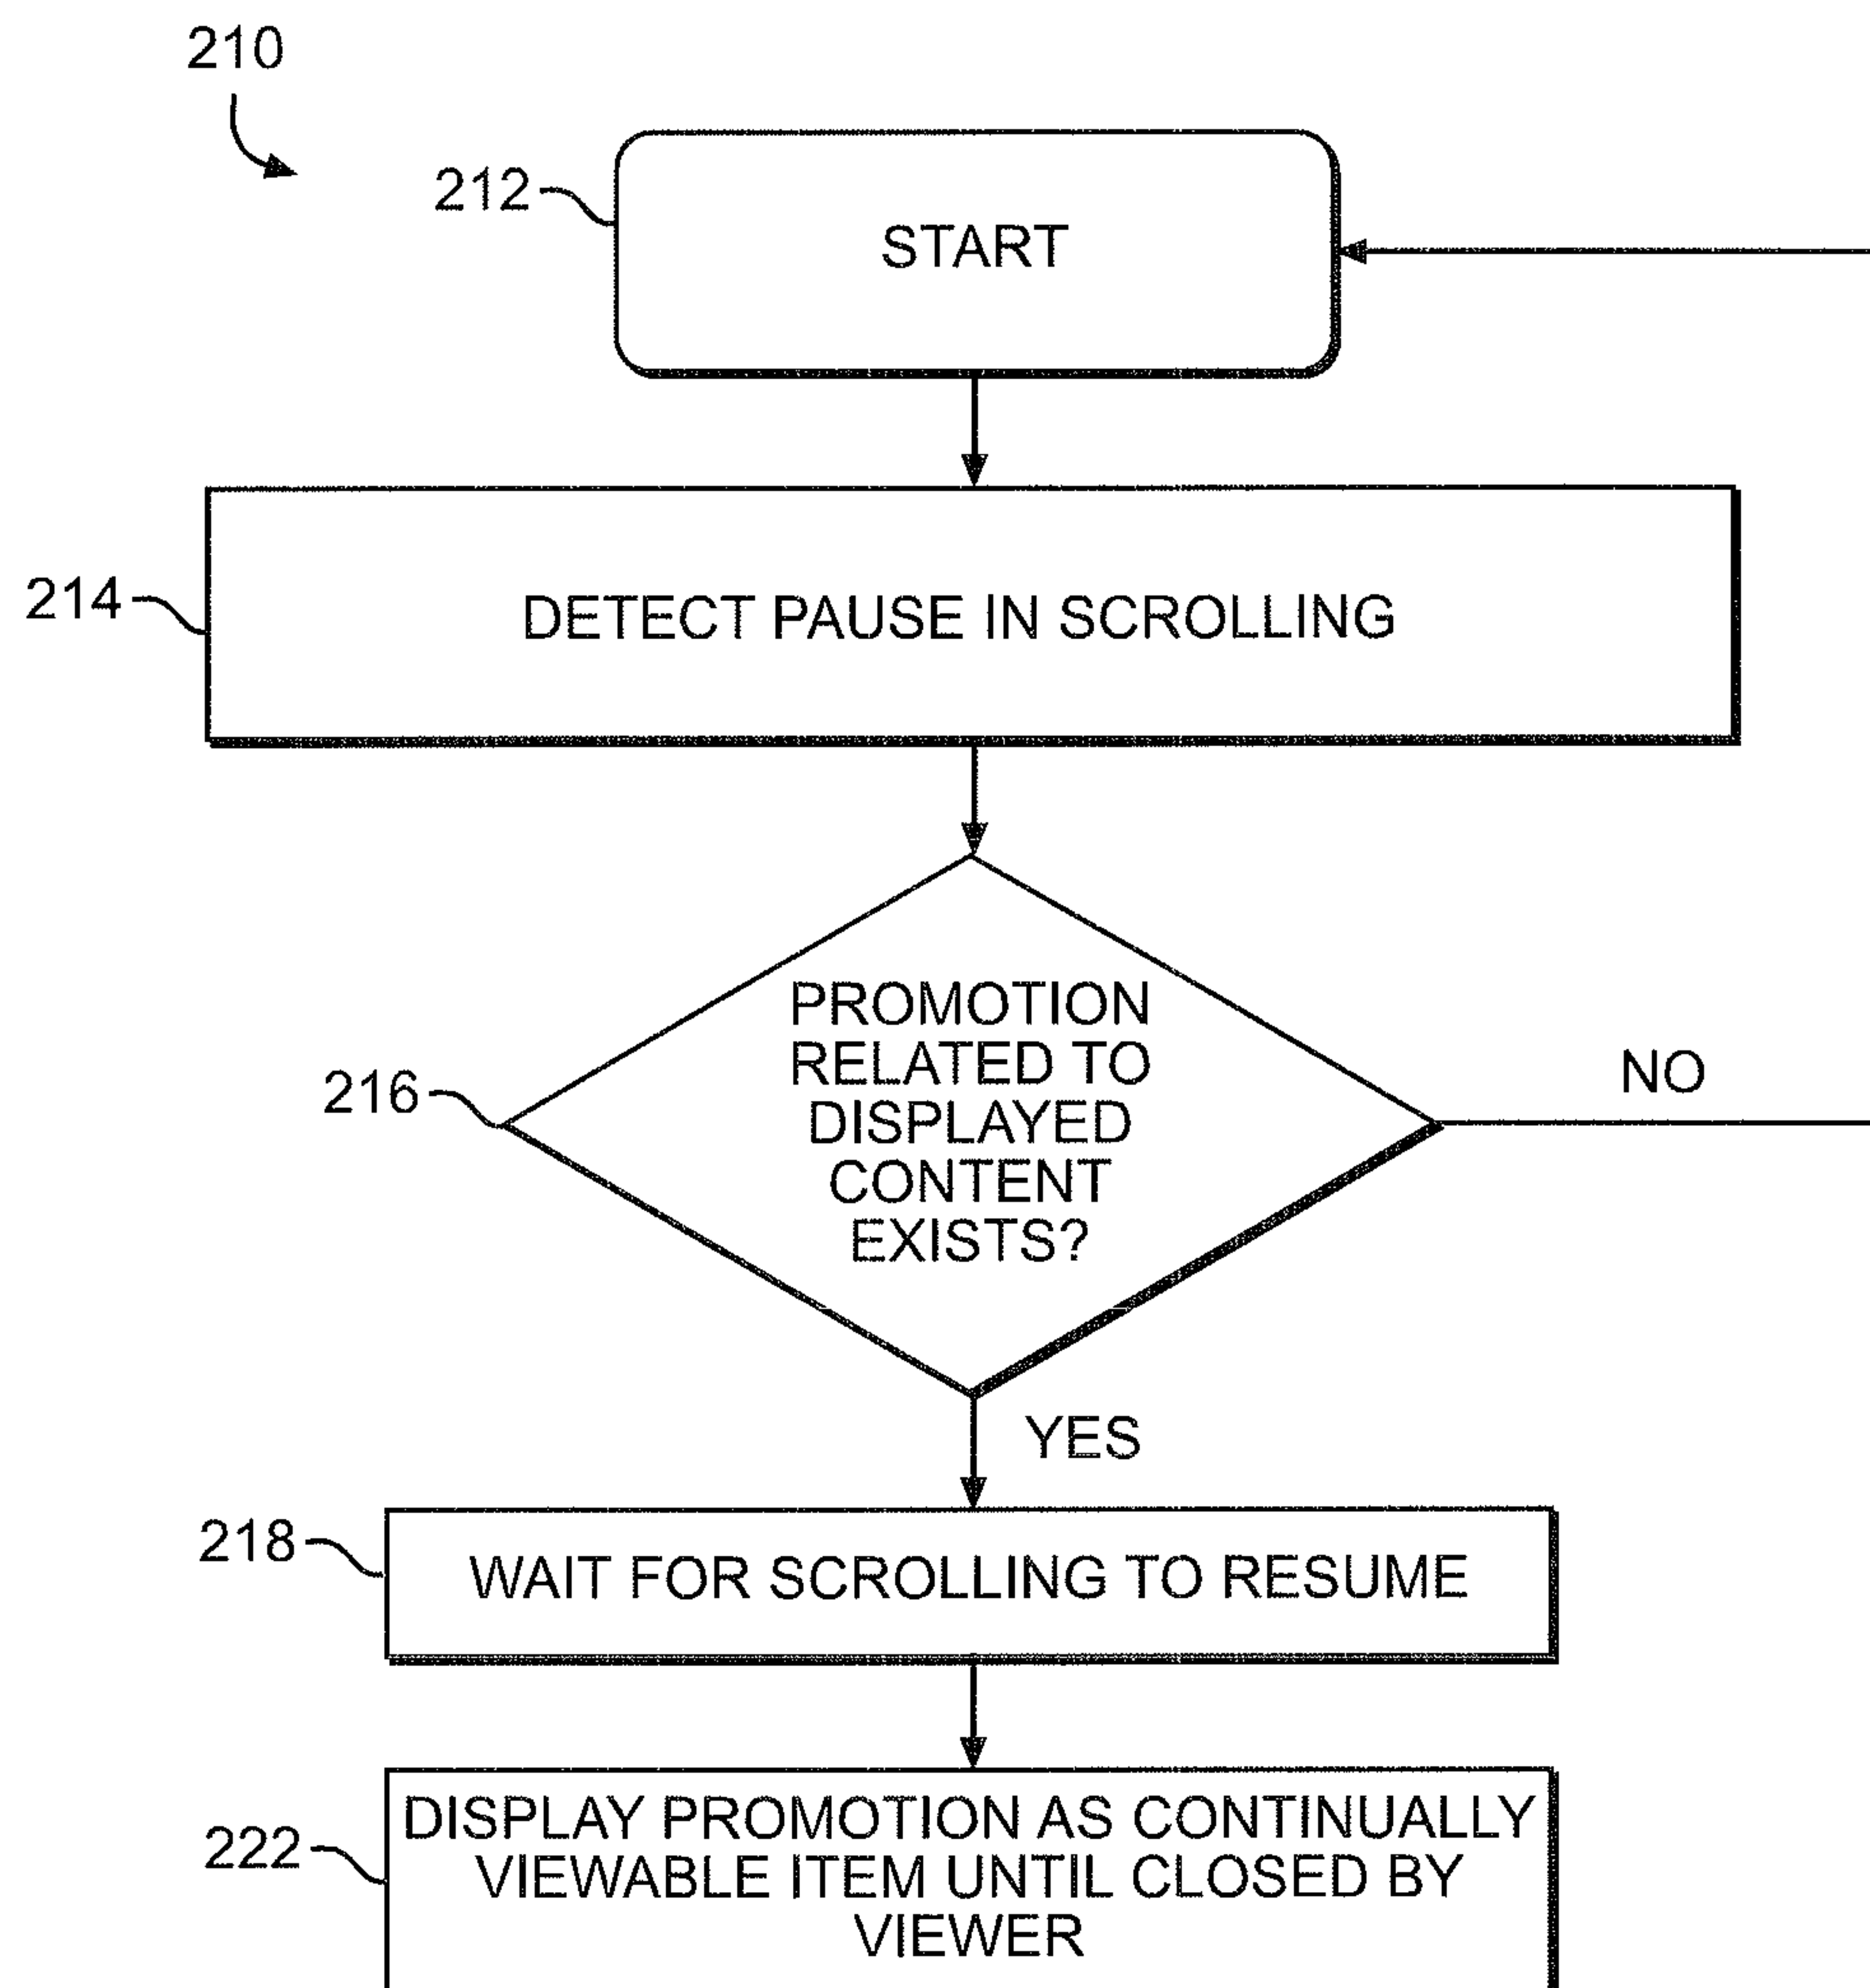 210
212
START
214
DETECT PAUSE IN SCROLLING
216
PROMOTION
RELATED TO
DISPLAYED
CONTENT
EXISTS?
NO
YES
218
WAIT FOR SCROLLING TO RESUME
222
DISPLAY PROMOTION AS CONTINUALLY
VIEWABLE ITEM UNTIL CLOSED BY
VIEWER